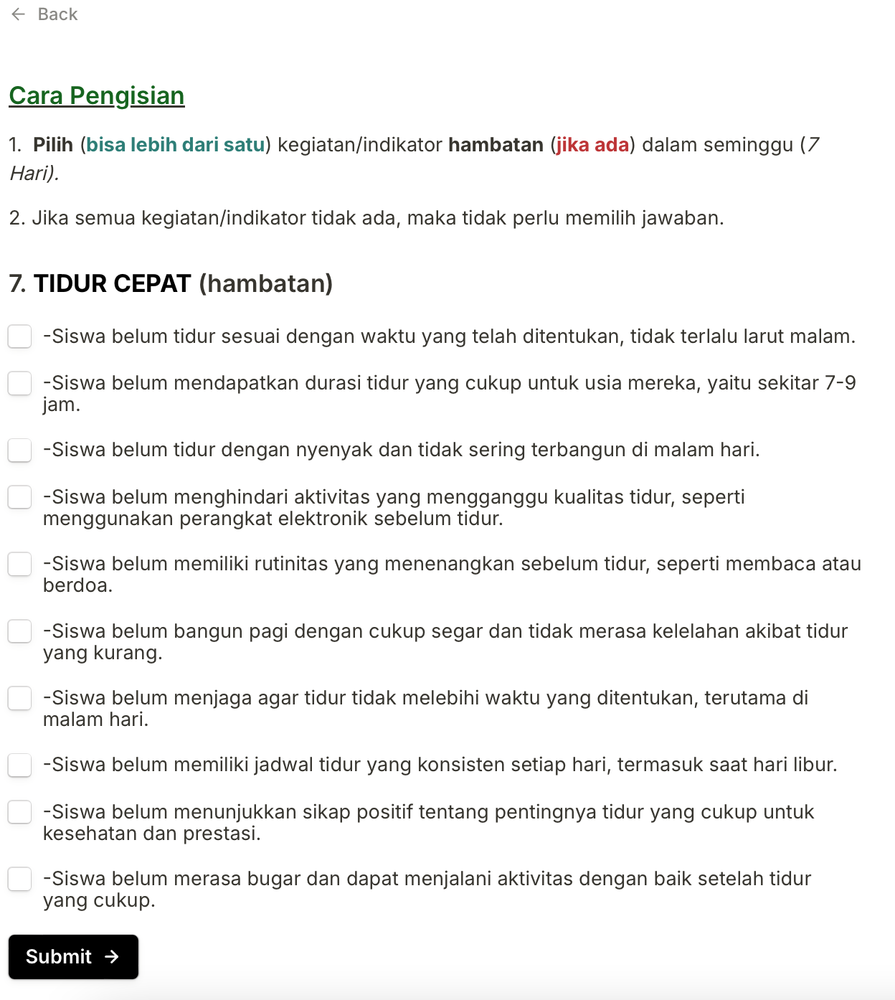 ← Back
Cara Pengisian
1. Pilih (bisa lebih dari satu) kegiatan/indikator hambatan (jika ada) dalam seminggu (7
Hari).
2. Jika semua kegiatan/indikator tidak ada, maka tidak perlu memilih jawaban.
7. TIDUR CEPAT (hambatan)
-Siswa belum tidur sesuai dengan waktu yang telah ditentukan, tidak terlalu larut malam.
-Siswa belum mendapatkan durasi tidur yang cukup untuk usia mereka, yaitu sekitar 7-9
jam.
-Siswa belum tidur dengan nyenyak dan tidak sering terbangun di malam hari.
-Siswa belum menghindari aktivitas yang mengganggu kualitas tidur, seperti
menggunakan perangkat elektronik sebelum tidur.
-Siswa belum memiliki rutinitas yang menenangkan sebelum tidur, seperti membaca atau
berdoa.
-Siswa belum bangun pagi dengan cukup segar dan tidak merasa kelelahan akibat tidur
yang kurang.
-Siswa belum menjaga agar tidur tidak melebihi waktu yang ditentukan, terutama di
malam hari.
-Siswa belum memiliki jadwal tidur yang konsisten setiap hari, termasuk saat hari libur.
-Siswa belum menunjukkan sikap positif tentang pentingnya tidur yang cukup untuk
kesehatan dan prestasi.
-Siswa belum merasa bugar dan dapat menjalani aktivitas dengan baik setelah tidur
yang cukup.
Submit →